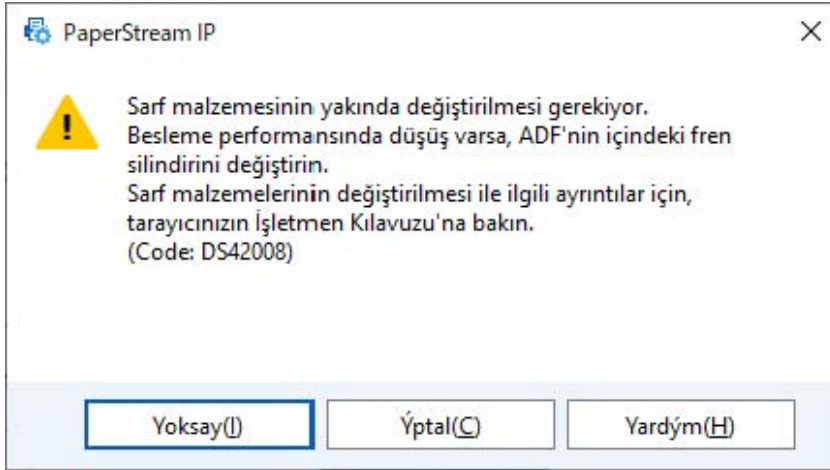 PaperStream IP
Sarf malzemesinin yakında değiştirilmesi gerekiyor.
Besleme performansında düşüş varsa, ADF'nin içindeki fren
silindirini değiştirin.
Sarf malzemelerinin değiştirilmesi ile ilgili ayrıntılar için,
tarayıcınızın İşletmen Kılavuzu'na bakın.
(Code: DS42008)
Yoksay(I)
Ýptal(C)
Yardým(H)